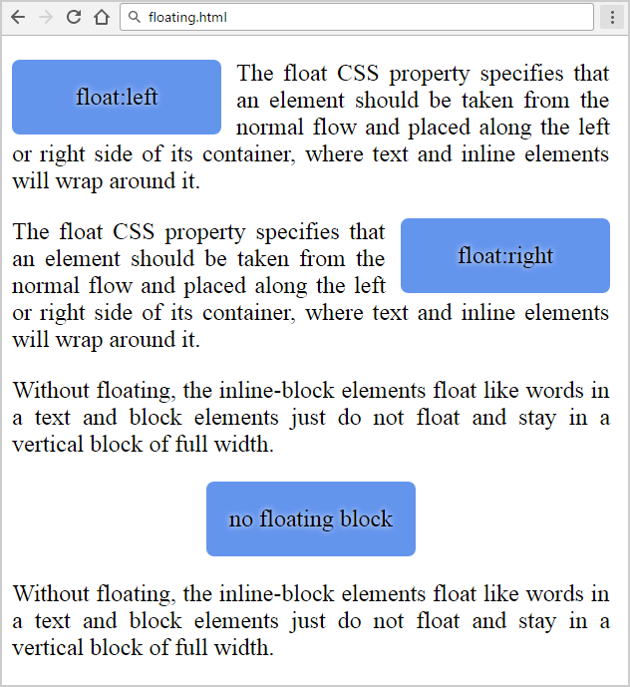 floating.html
float:left
The float CSS property specifies that
an element should be taken from the
normal flow and placed along the left
or right side of its container, where text and inline elements
will wrap around it.
The float CSS property specifies that
an element should be taken from the
normal flow and placed along the left
or right side of its container, where text and inline elements
will wrap around it.
float:right
Without floating, the inline-block elements float like words in
a text and block elements just do not float and stay in a
vertical block of full width.
no floating block
Without floating, the inline-block elements float like words in
a text and block elements just do not float and stay in a
vertical block of full width.